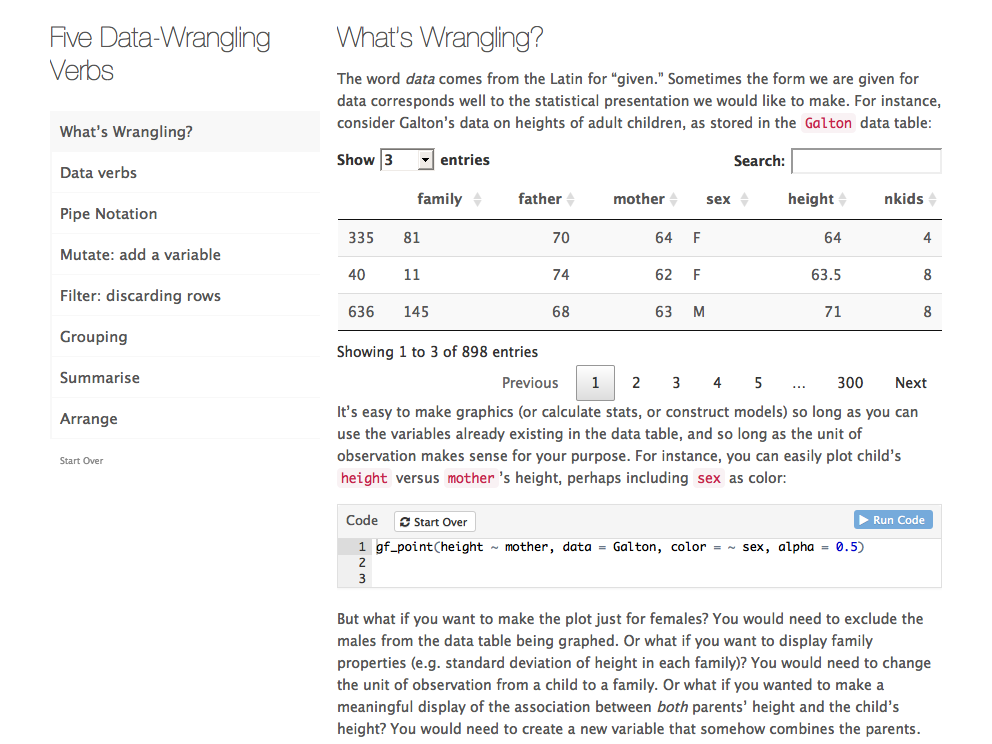 Five Data-Wrangling
Verbs
What's Wrangling?
Data verbs
Pipe Notation
Mutate: add a variable
Filter: discarding rows
Grouping
Summarise
Arrange
Start Over
What's Wrangling?
The word data comes from the Latin for “given.” Sometimes the form we are given for
data corresponds well to the statistical presentation we would like to make. For instance,
consider Galton’s data on heights of adult children, as stored in the Galton data table:
Show 3 entries Search:
family father mother sex height nkids
335 81 70 64 F 64 4
40 11 74 62 F 63.5 8
636 145 68 63 M 71 8
Showing 1 to 3 of 898 entries
Previous 1 2 3 4 5 … 300 Next
It’s easy to make graphics (or calculate stats, or construct models) so long as you can
use the variables already existing in the data table, and so long as the unit of
observation makes sense for your purpose. For instance, you can easily plot child’s
height versus mother ’s height, perhaps including sex as color:
Code Start Over Run Code
1 gf_point(height ~ mother, data = Galton, color = ~ sex, alpha = 0.5)
2
3
But what if you want to make the plot just for females? You would need to exclude the
males from the data table being graphed. Or what if you want to display family
properties (e.g. standard deviation of height in each family)? You would need to change
the unit of observation from a child to a family. Or what if you wanted to make a
meaningful display of the association between both parents’ height and the child’s
height? You would need to create a new variable that somehow combines the parents.